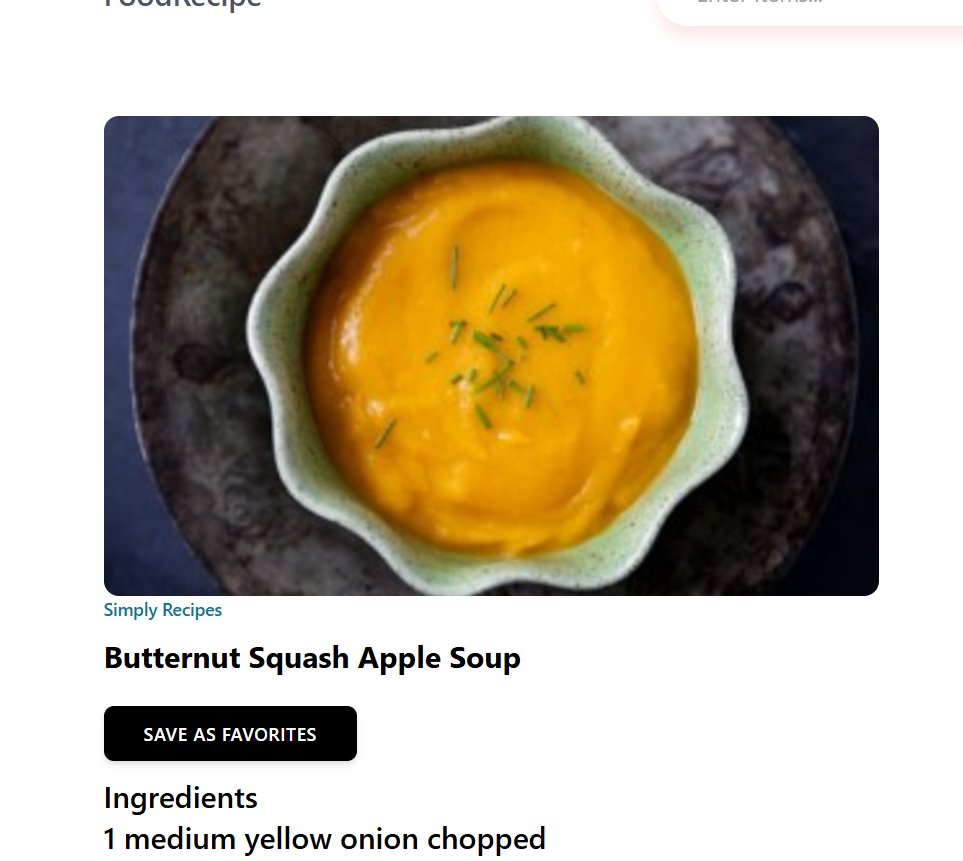 FoodRecipe
Enter Items...
Simply Recipes
Butternut Squash Apple Soup
SAVE AS FAVORITES
Ingredients
1 medium yellow onion chopped